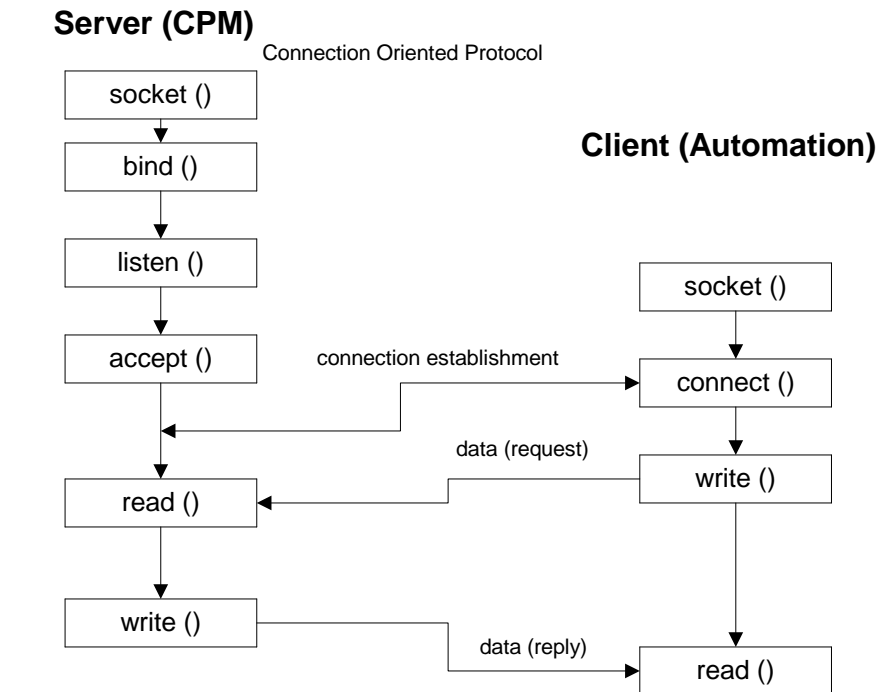 Server (CPM)
Connection Oriented Protocol
socket ()
bind ()
Client (Automation)
listen ()
socket ()
accept ()
connection establishment
connect ()
data (request)
write ()
read ()
write ()
data (reply)
read ()